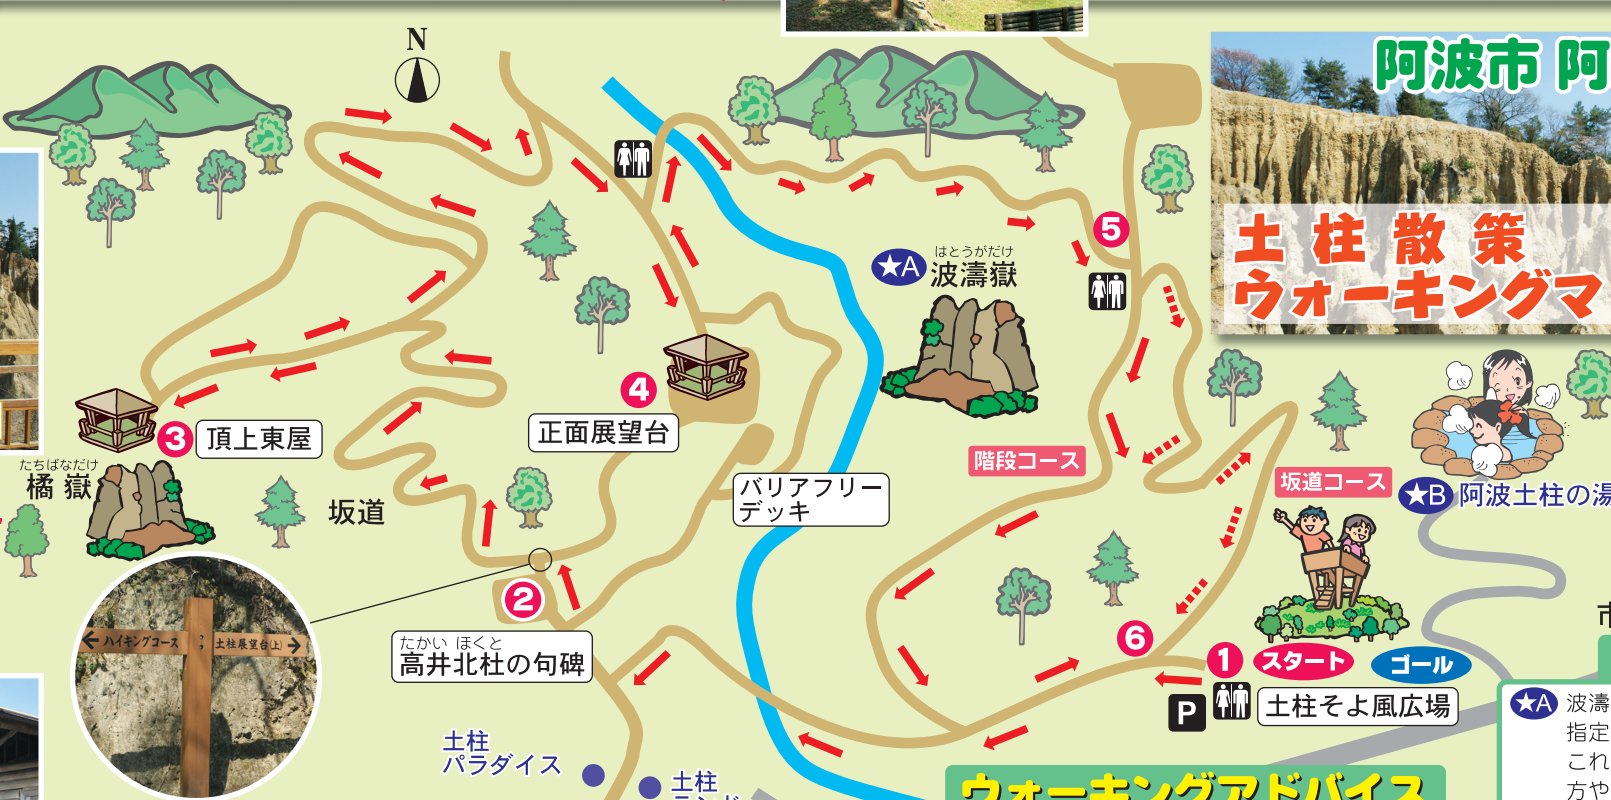 N
阿波市 阿
土柱散策
ウォーキングマ
5
はとうがだけ
★A 波濤嶽
4
正面展望台
3 頂上東屋
たちばなだけ
橘嶽
坂道
階段コース
坂道コース
★B 阿波土柱の湯
バリアフリー
デッキ
2
たかい ほくと
高井北杜の句碑
←ハイキングコース
土柱展望台(上)→
6
1 スタート ゴール
P 土柱そよ風広場
市
土柱
パラダイス
土柱
ウォーキングアドバイス
★A 波濤
指定
これ
方や